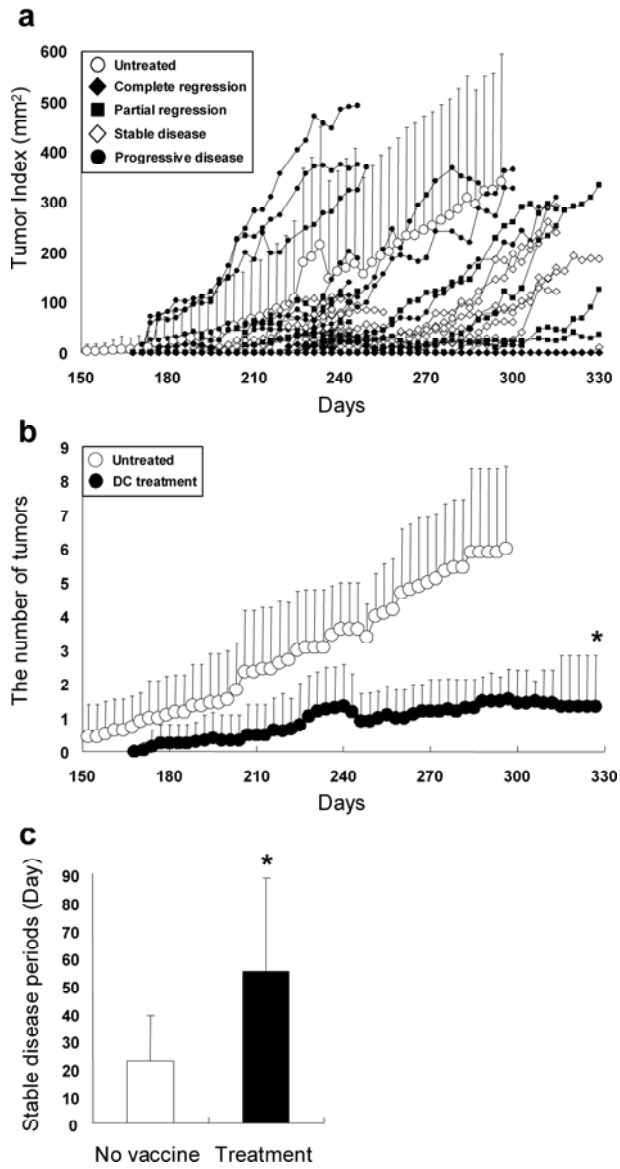 a
Tumor Index (mm²)
600
500
400
300
200
100
0
Untreated
Complete regression
Partial regression
Stable disease
Progressive disease
150 180 210 240 270 300 330
Days
b
The number of tumors
9
8
7
6
5
4
3
2
1
0
Untreated
DC treatment
*
150 180 210 240 270 300 330
Days
c
Stable disease periods (Day)
90
80
70
60
50
40
30
20
10
0
*
No vaccine Treatment